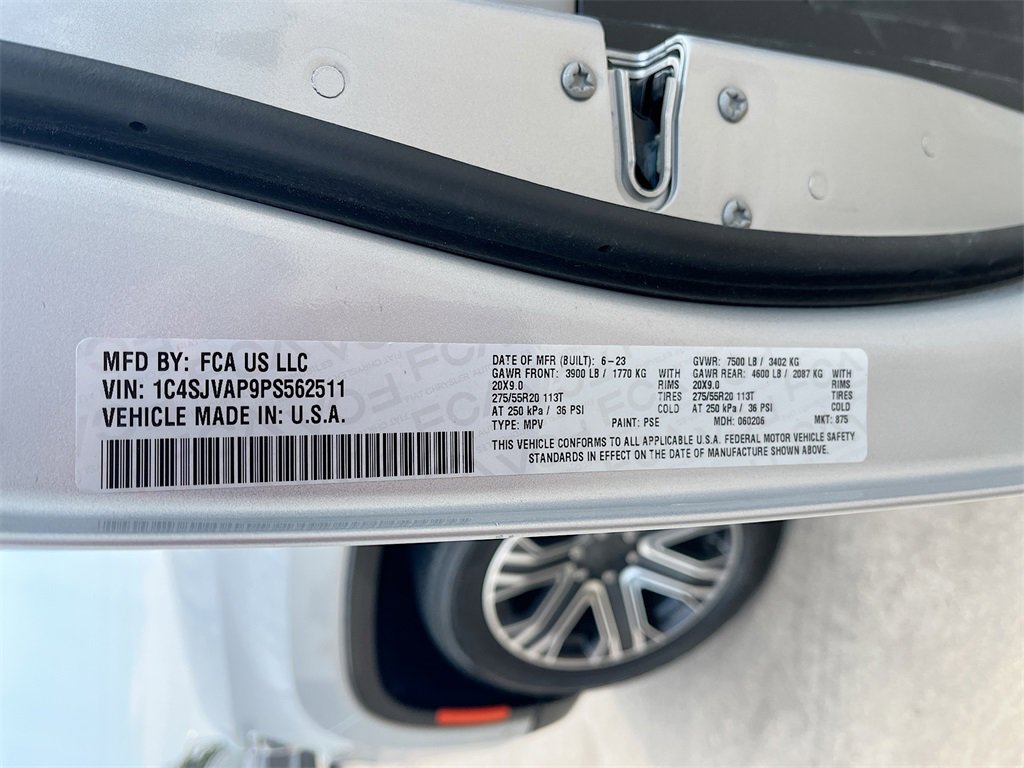 MFD BY: FCA US LLC
VIN: 1C4SJVAP9PS562511
VEHICLE MADE IN: U.S.A.
DATE OF MFR (BUILT): 6-23 GVWR: 7500 LB / 3402 KG
GAWR FRONT: 3900 LB / 1770 KG WITH GAWR REAR: 4600 LB / 2087 KG WITH
20X9.0 RIMS 20X9.0 RIMS
275/55R20 113T TIRES 275/55R20 113T TIRES
AT 250 kPa / 36 PSI COLD AT 250 kPa / 36 PSI COLD
TYPE: MPV PAINT: PSE MDH: 060206 MKT: 875
THIS VEHICLE CONFORMS TO ALL APPLICABLE U.S.A. FEDERAL MOTOR VEHICLE SAFETY
STANDARDS IN EFFECT ON THE DATE OF MANUFACTURE SHOWN ABOVE.